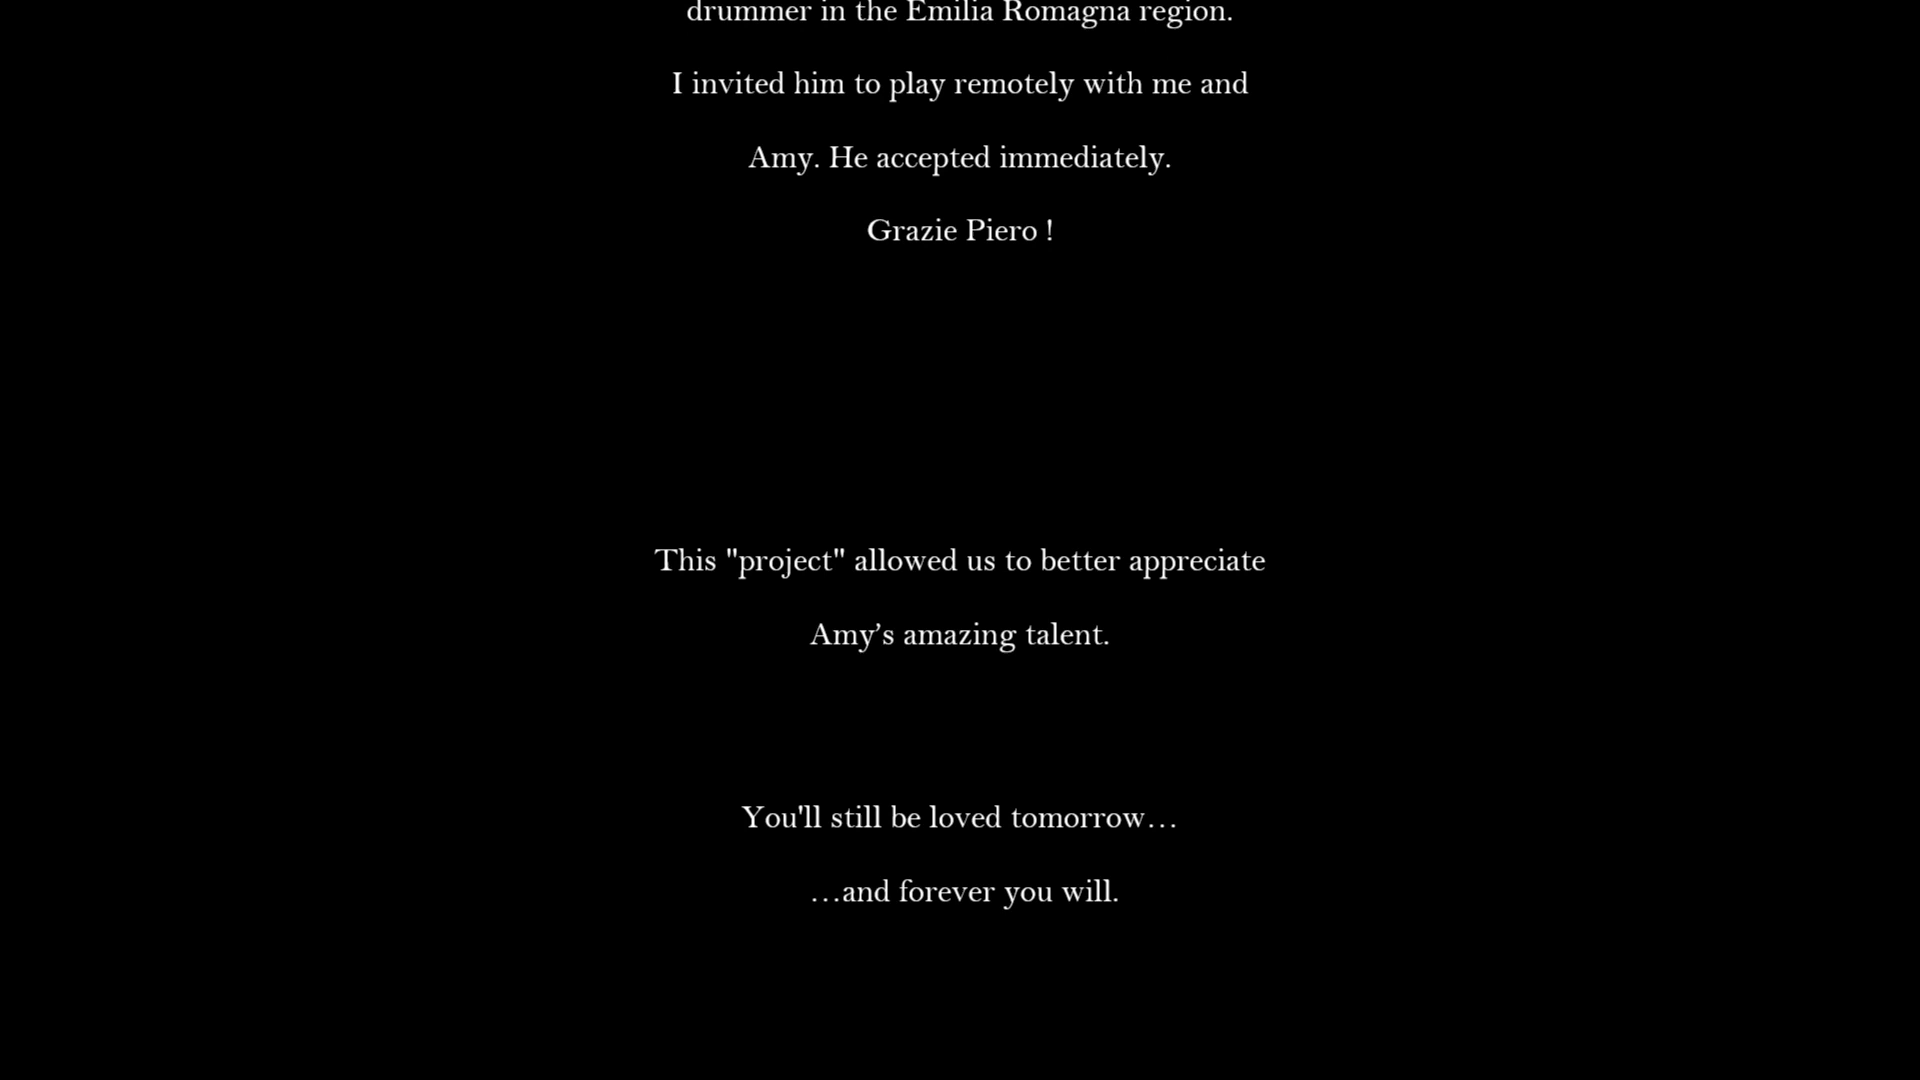 drummer in the Emilia Romagna region.
I invited him to play remotely with me and
Amy. He accepted immediately.
Grazie Piero !
This "project" allowed us to better appreciate
Amy’s amazing talent.
You'll still be loved tomorrow…
…and forever you will.